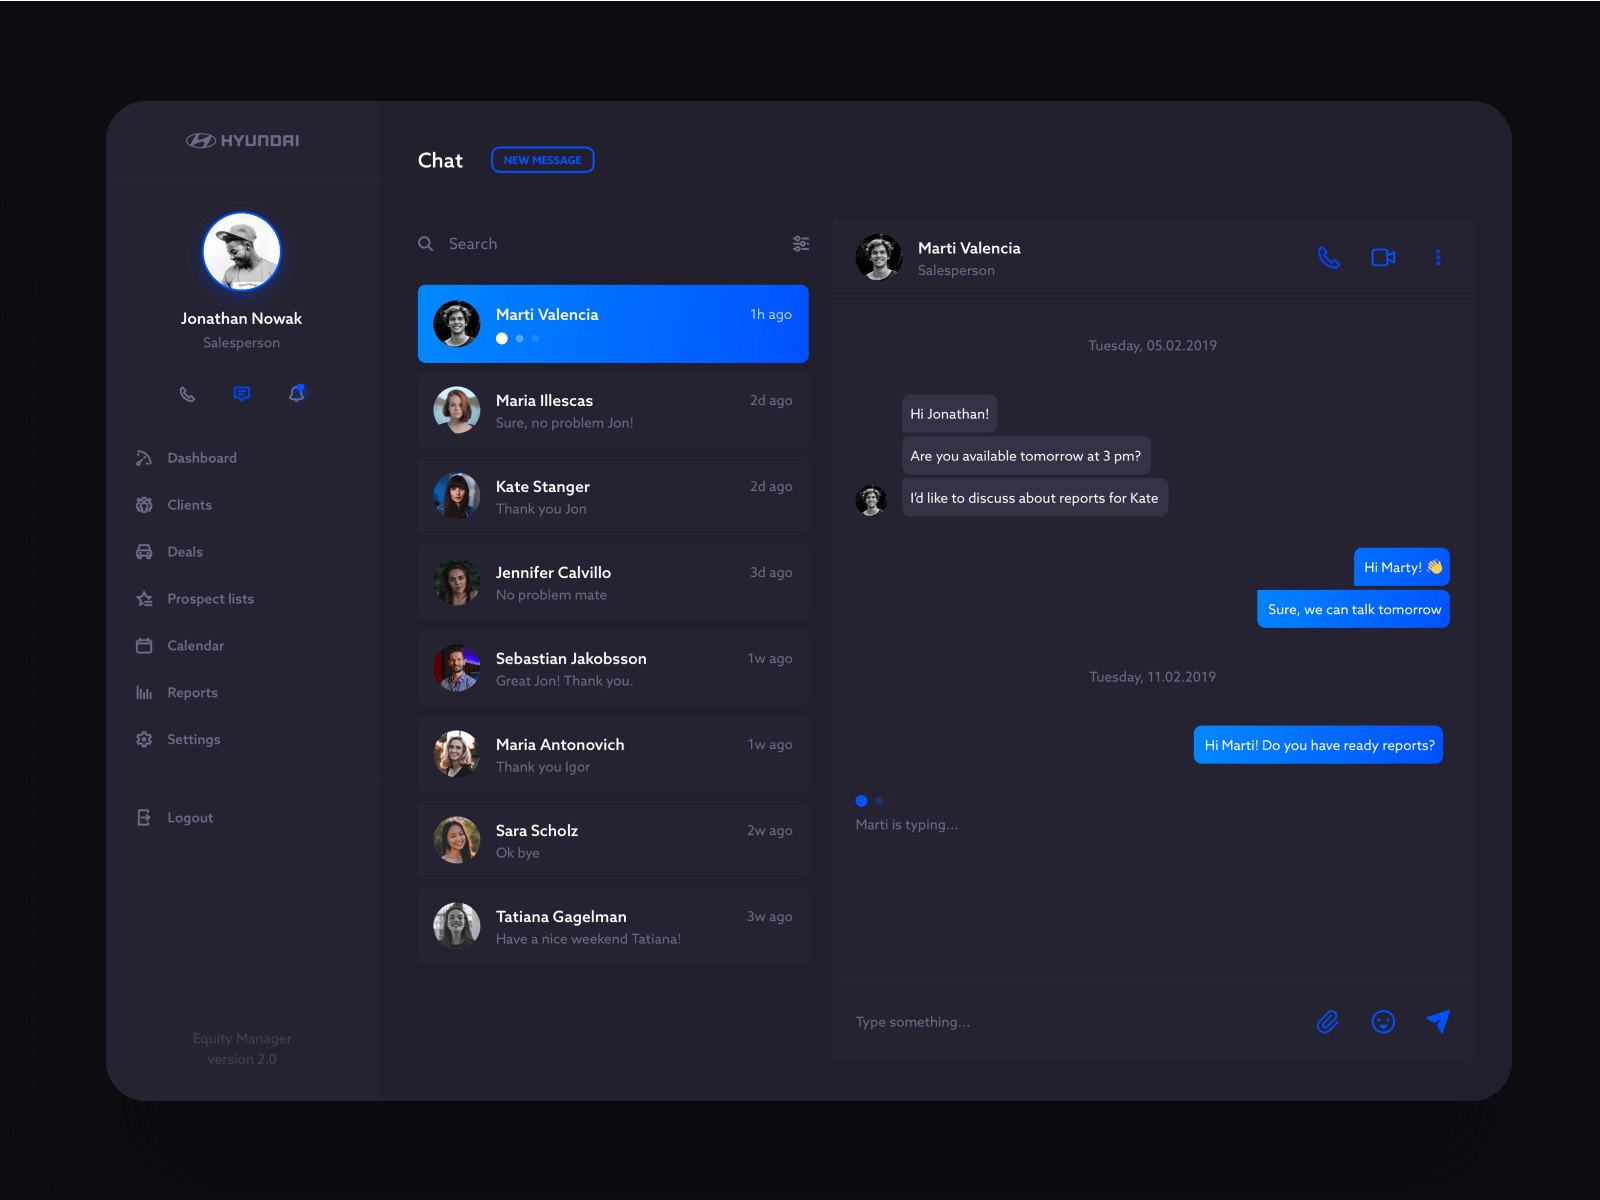 HYUNDAI
Jonathan Nowak
Salesperson
Dashboard
Clients
Deals
Prospect lists
Calendar
Reports
Settings
Logout
Equity Manager
version 2.0
Chat
NEW MESSAGE
Search
Marti Valencia
1h ago
Maria Illescas
2d ago
Sure, no problem Jon!
Kate Stanger
2d ago
Thank you Jon
Jennifer Calvillo
3d ago
No problem mate
Sebastian Jakobsson
1w ago
Great Jon! Thank you.
Maria Antonovich
1w ago
Thank you Igor
Sara Scholz
2w ago
Ok bye
Tatiana Gagelman
3w ago
Have a nice weekend Tatiana!
Marti Valencia
Salesperson
Tuesday, 05.02.2019
Hi Jonathan!
Are you available tomorrow at 3 pm?
I'd like to discuss about reports for Kate
Hi Marty! 👋
Sure, we can talk tomorrow
Tuesday, 11.02.2019
Hi Marti! Do you have ready reports?
Marti is typing...
Type something...